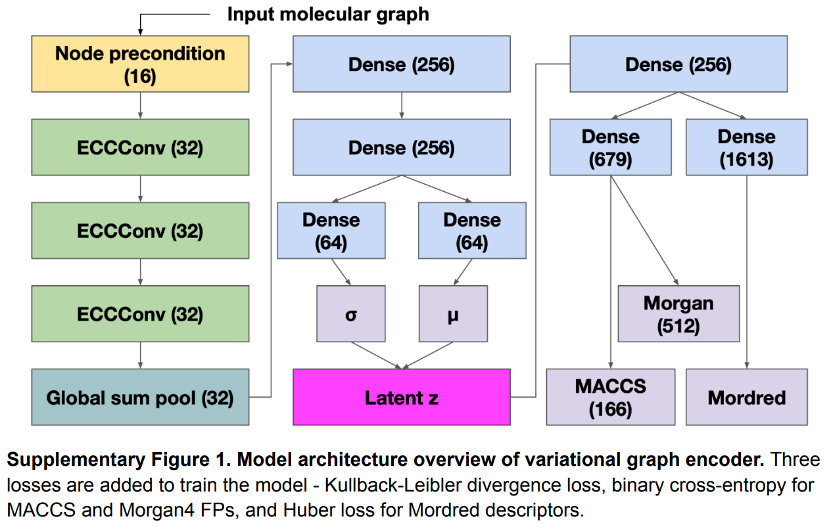 Input molecular graph
Node precondition
(16)
ECCConv (32)
ECCConv (32)
ECCConv (32)
Global sum pool (32)
Dense (256)
Dense (256)
Dense
(64)
Dense
(64)
σ
μ
Latent z
Dense (256)
Dense
(679)
Dense
(1613)
Morgan
(512)
MACCS
(166)
Mordred
Supplementary Figure 1. Model architecture overview of variational graph encoder. Three
losses are added to train the model - Kullback-Leibler divergence loss, binary cross-entropy for
MACCS and Morgan4 FPs, and Huber loss for Mordred descriptors.